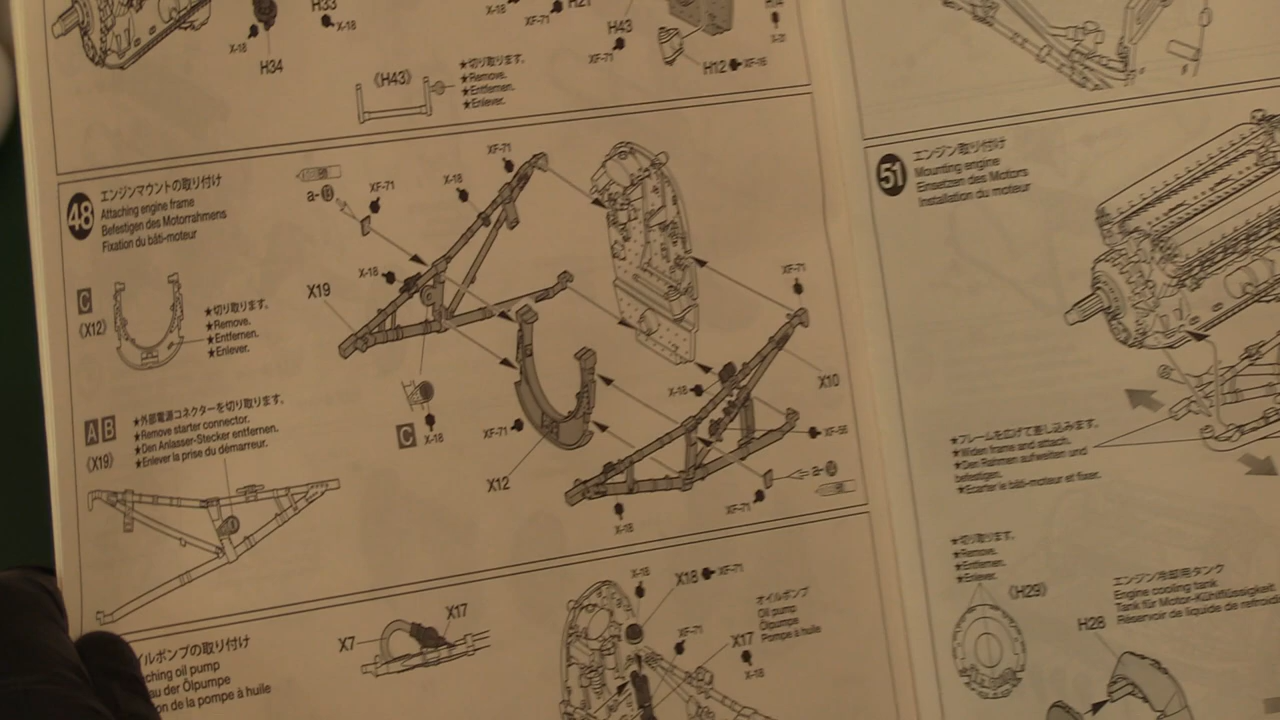 H33
X-18
X-18
H34
X-18
XF-71
H21
H43
XF-71
H12 XF-16
《H43》
★切り取ります。
★Remove.
★Entfernen.
★Enlever.
48
エンジンマウントの取り付け
Attaching engine frame
Befestigen des Motorrahmens
Fixation du bâti-moteur
XF-71
X-18
XF-71
X-18
X19
C
《X12》
★切り取ります。
★Remove.
★Entfernen.
★Enlever.
A B
《X19》
★外部電源コネクターを切り取ります。
★Remove starter connector.
★Den Anlasser-Stecker entfernen.
★Enlever la prise du démarreur.
C
X-18
XF-71
X12
XF-71
X10
X-18
XF-56
XF-71
X-18
イルポンプの取り付け
ching oil pump
au der Ölpumpe
on de la pompe à huile
X7
X17
X-18
X18 XF-71
XF-71
X17
X-18
オイルポンプ
Oil pump
Ölpumpe
Pompe à huile
51
エンジン取り付け
Mounting engine
Einsetzen des Motors
Installation du moteur
★フレームを広げて差し込みます。
★Widen frame and attach.
★Den Rahmen aufweiten und
befestigen.
★Ecarter le bâti-moteur et fixer.
★切り取ります。
★Remove.
★Entfernen.
★Enlever.
《H29》
エンジン冷却用タンク
Engine cooling tank
Tank für Motor-Kühlflüssigkeit
Réservoir de liquide de refroid
H28